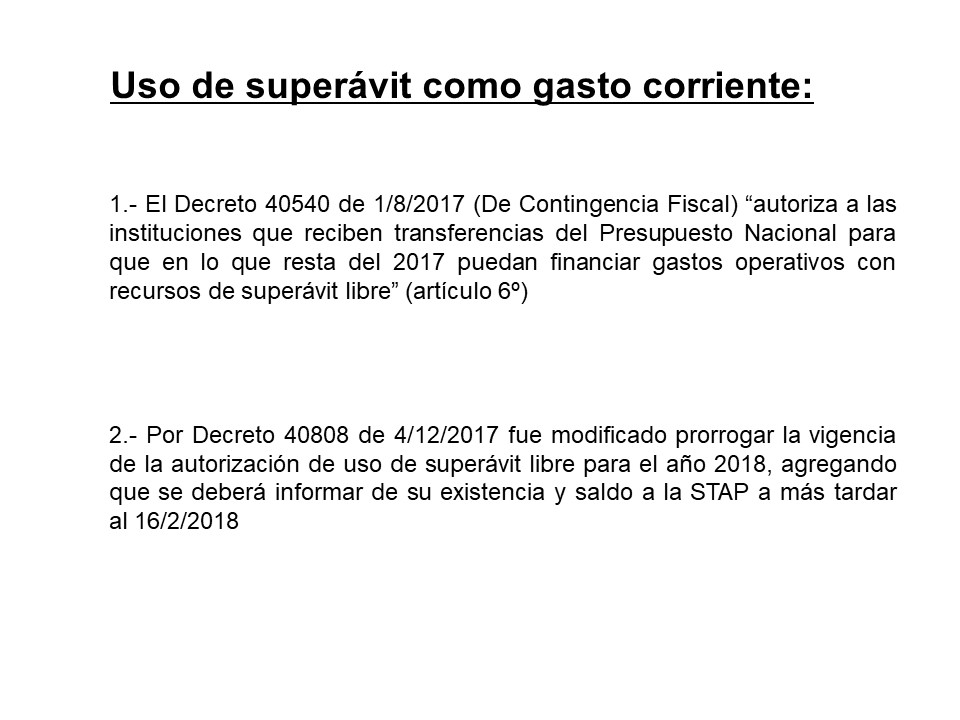 Uso de superávit como gasto corriente:
1.- El Decreto 40540 de 1/8/2017 (De Contingencia Fiscal) “autoriza a las
instituciones que reciben transferencias del Presupuesto Nacional para
que en lo que resta del 2017 puedan financiar gastos operativos con
recursos de superávit libre” (artículo 6º)
2.- Por Decreto 40808 de 4/12/2017 fue modificado prorrogar la vigencia
de la autorización de uso de superávit libre para el año 2018, agregando
que se deberá informar de su existencia y saldo a la STAP a más tardar
al 16/2/2018